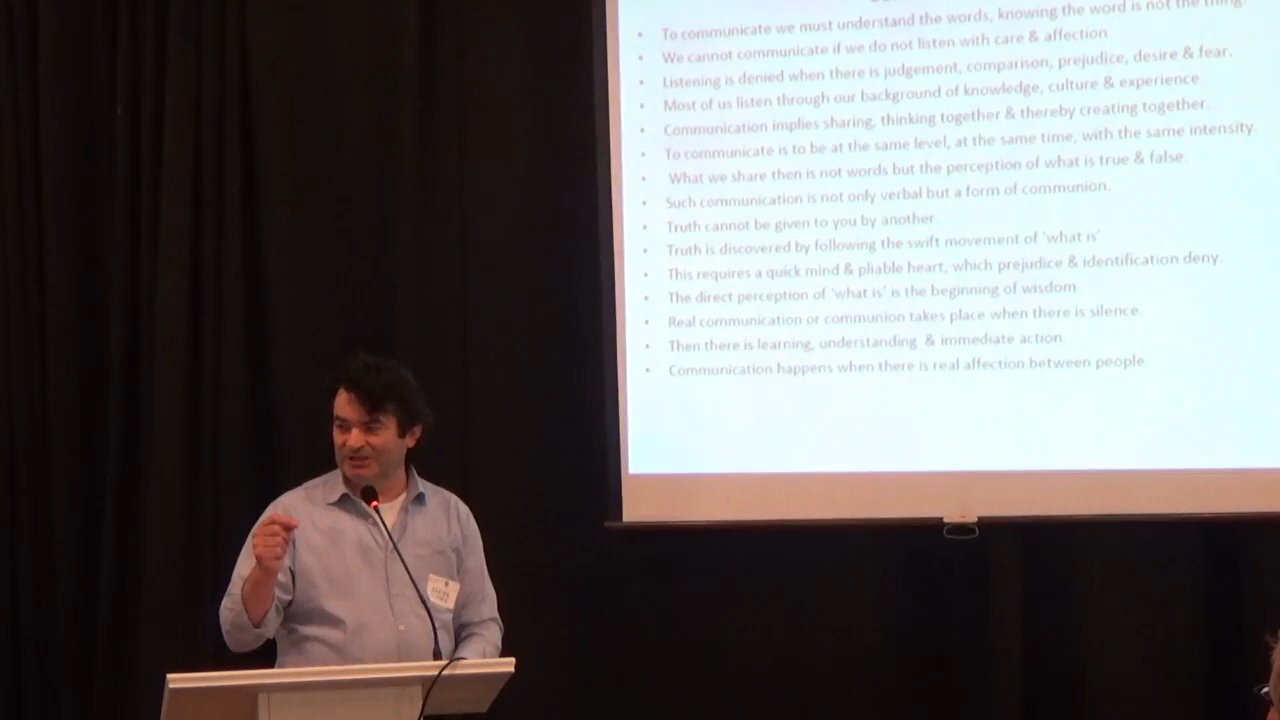 • To communicate we must understand the words, knowing the word is not the thing.
• We cannot communicate if we do not listen with care & affection
• Listening is denied when there is judgement, comparison, prejudice, desire & fear.
• Most of us listen through our background of knowledge, culture & experience
• Communication implies sharing, thinking together & thereby creating together.
• To communicate is to be at the same level, at the same time, with the same intensity
• What we share then is not words but the perception of what is true & false.
• Such communication is not only verbal but a form of communion.
• Truth cannot be given to you by another
• Truth is discovered by following the swift movement of ‘what is’
• This requires a quick mind & pliable heart, which prejudice & identification deny.
• The direct perception of ‘what is’ is the beginning of wisdom
• Real communication or communion takes place when there is silence
• Then there is learning, understanding & immediate action.
• Communication happens when there is real affection between people